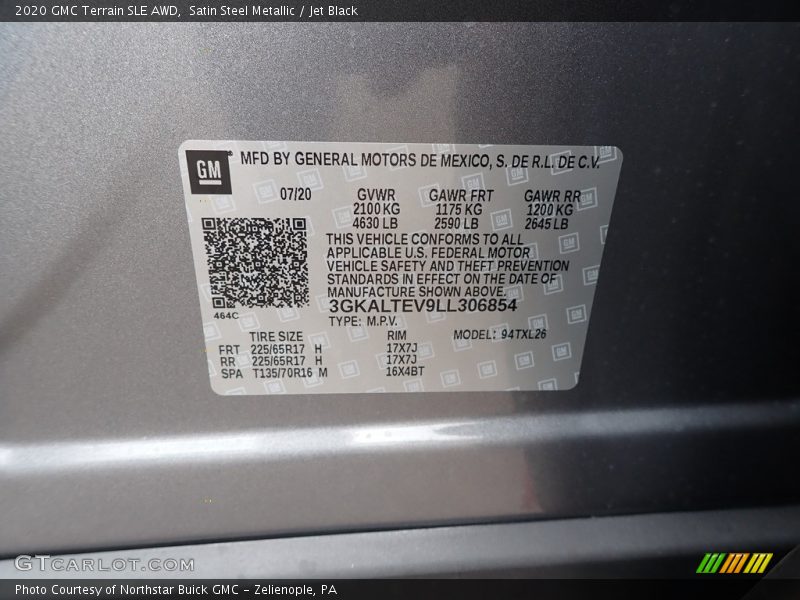 2020 GMC Terrain SLE AWD, Satin Steel Metallic / Jet Black
GM MFD BY GENERAL MOTORS DE MEXICO, S. DE R.L. DE C.V.
07/20 GVWR GAWR FRT GAWR RR
2100 KG 1175 KG 1200 KG
4630 LB 2590 LB 2645 LB
THIS VEHICLE CONFORMS TO ALL
APPLICABLE U.S. FEDERAL MOTOR
VEHICLE SAFETY AND THEFT PREVENTION
STANDARDS IN EFFECT ON THE DATE OF
MANUFACTURE SHOWN ABOVE.
3GKALTEV9LL306854
464C
TYPE: M.P.V.
TIRE SIZE RIM MODEL: 94TXL26
FRT 225/65R17 H 17X7J
RR 225/65R17 H 17X7J
SPA T135/70R16 M 16X4BT
GTCARLOT.COM
Photo Courtesy of Northstar Buick GMC - Zelienople, PA